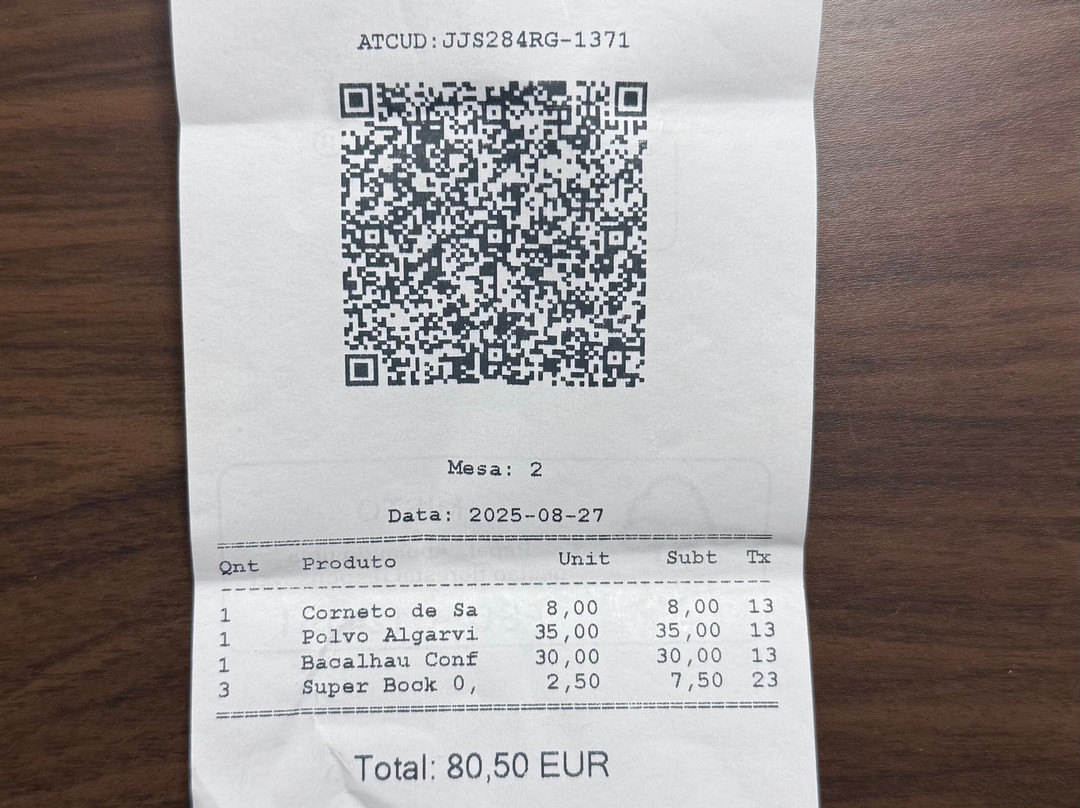 ATCUD:JJS284RG-1371
Mesa: 2
Data: 2025-08-27
Qnt Produto Unit Subt Tx
1 Corneto de Sa 8,00 8,00 13
1 Polvo Algarvi 35,00 35,00 13
1 Bacalhau Conf 30,00 30,00 13
3 Super Bock 0, 2,50 7,50 23
Total: 80,50 EUR